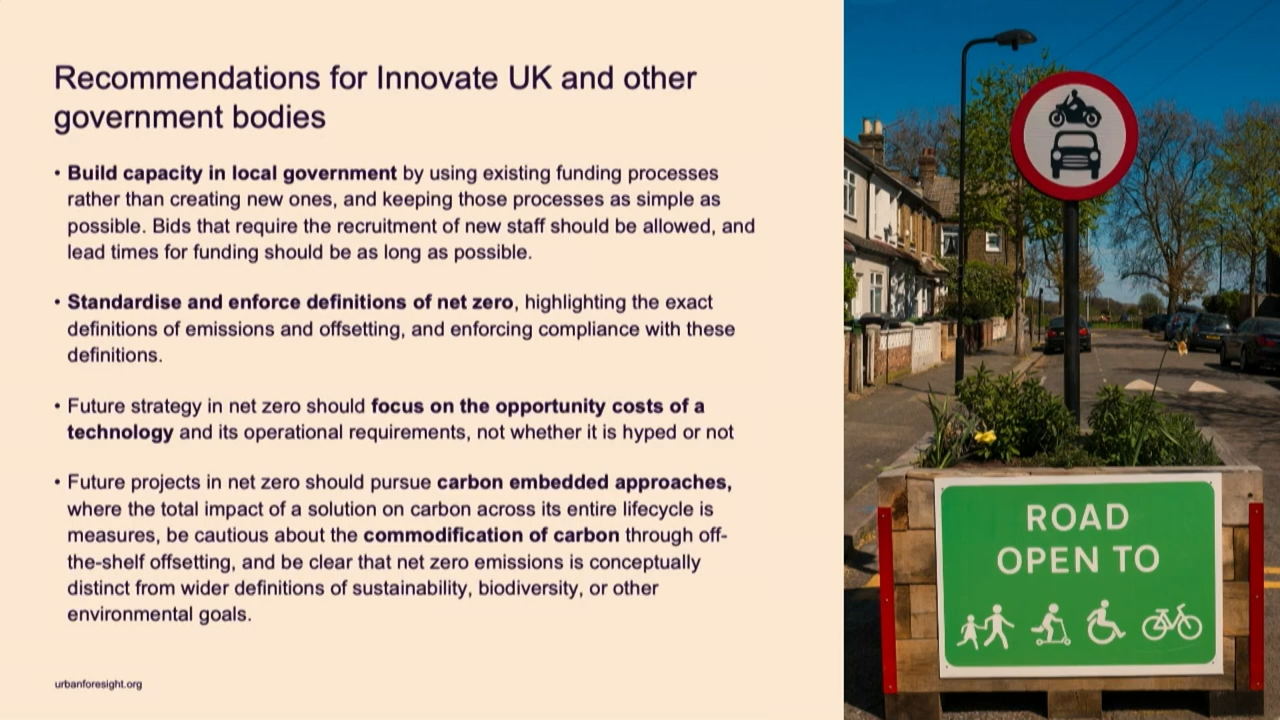 Recommendations for Innovate UK and other
government bodies
• Build capacity in local government by using existing funding processes
rather than creating new ones, and keeping those processes as simple as
possible. Bids that require the recruitment of new staff should be allowed, and
lead times for funding should be as long as possible.
• Standardise and enforce definitions of net zero, highlighting the exact
definitions of emissions and offsetting, and enforcing compliance with these
definitions.
• Future strategy in net zero should focus on the opportunity costs of a
technology and its operational requirements, not whether it is hyped or not
• Future projects in net zero should pursue carbon embedded approaches,
where the total impact of a solution on carbon across its entire lifecycle is
measures, be cautious about the commodification of carbon through off-
the-shelf offsetting, and be clear that net zero emissions is conceptually
distinct from wider definitions of sustainability, biodiversity, or other
environmental goals.
urbanforesight.org
ROAD
OPEN TO